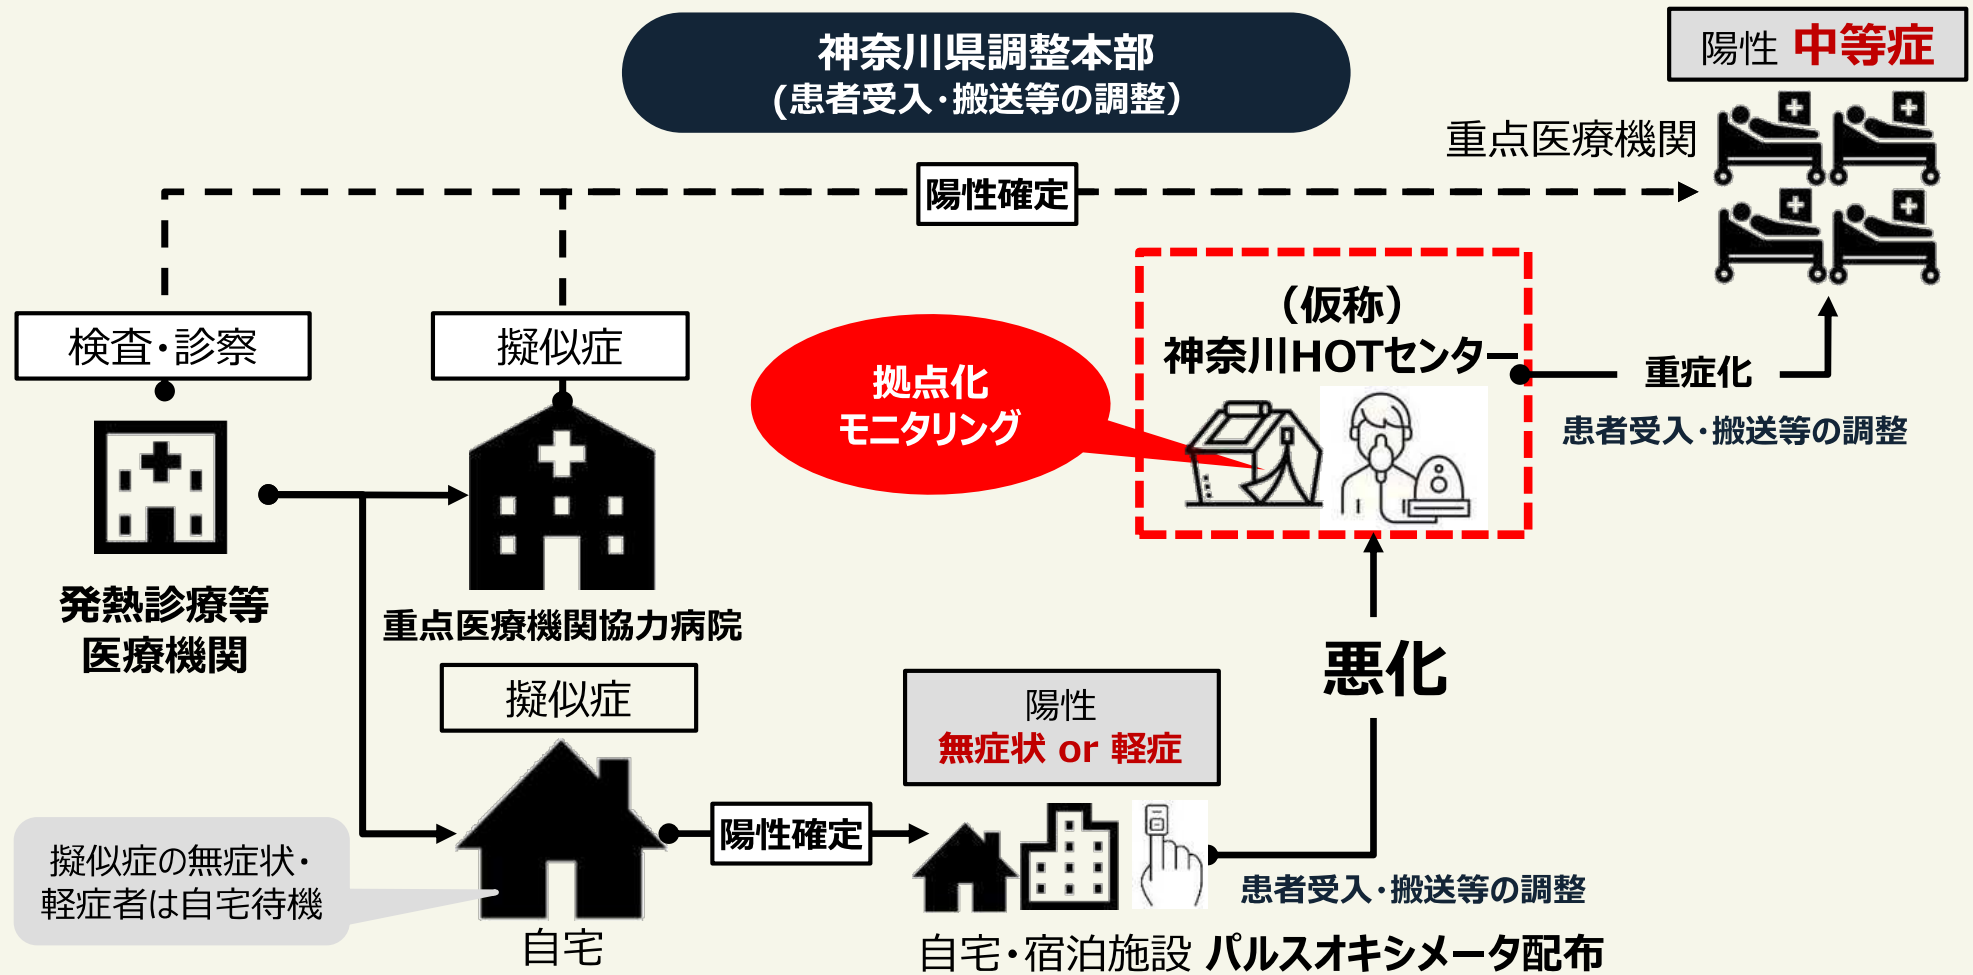 神奈川県調整本部
(患者受入・搬送等の調整)
陽性 中等症
重点医療機関
陽性確定
検査・診察
擬似症
(仮称)
神奈川HOTセンター
拠点化
モニタリング
重症化
患者受入・搬送等の調整
発熱診療等
医療機関
重点医療機関協力病院
擬似症
悪化
陽性
無症状 or 軽症
陽性確定
擬似症の無症状・
軽症者は自宅待機
患者受入・搬送等の調整
自宅
自宅・宿泊施設 パルスオキシメータ配布